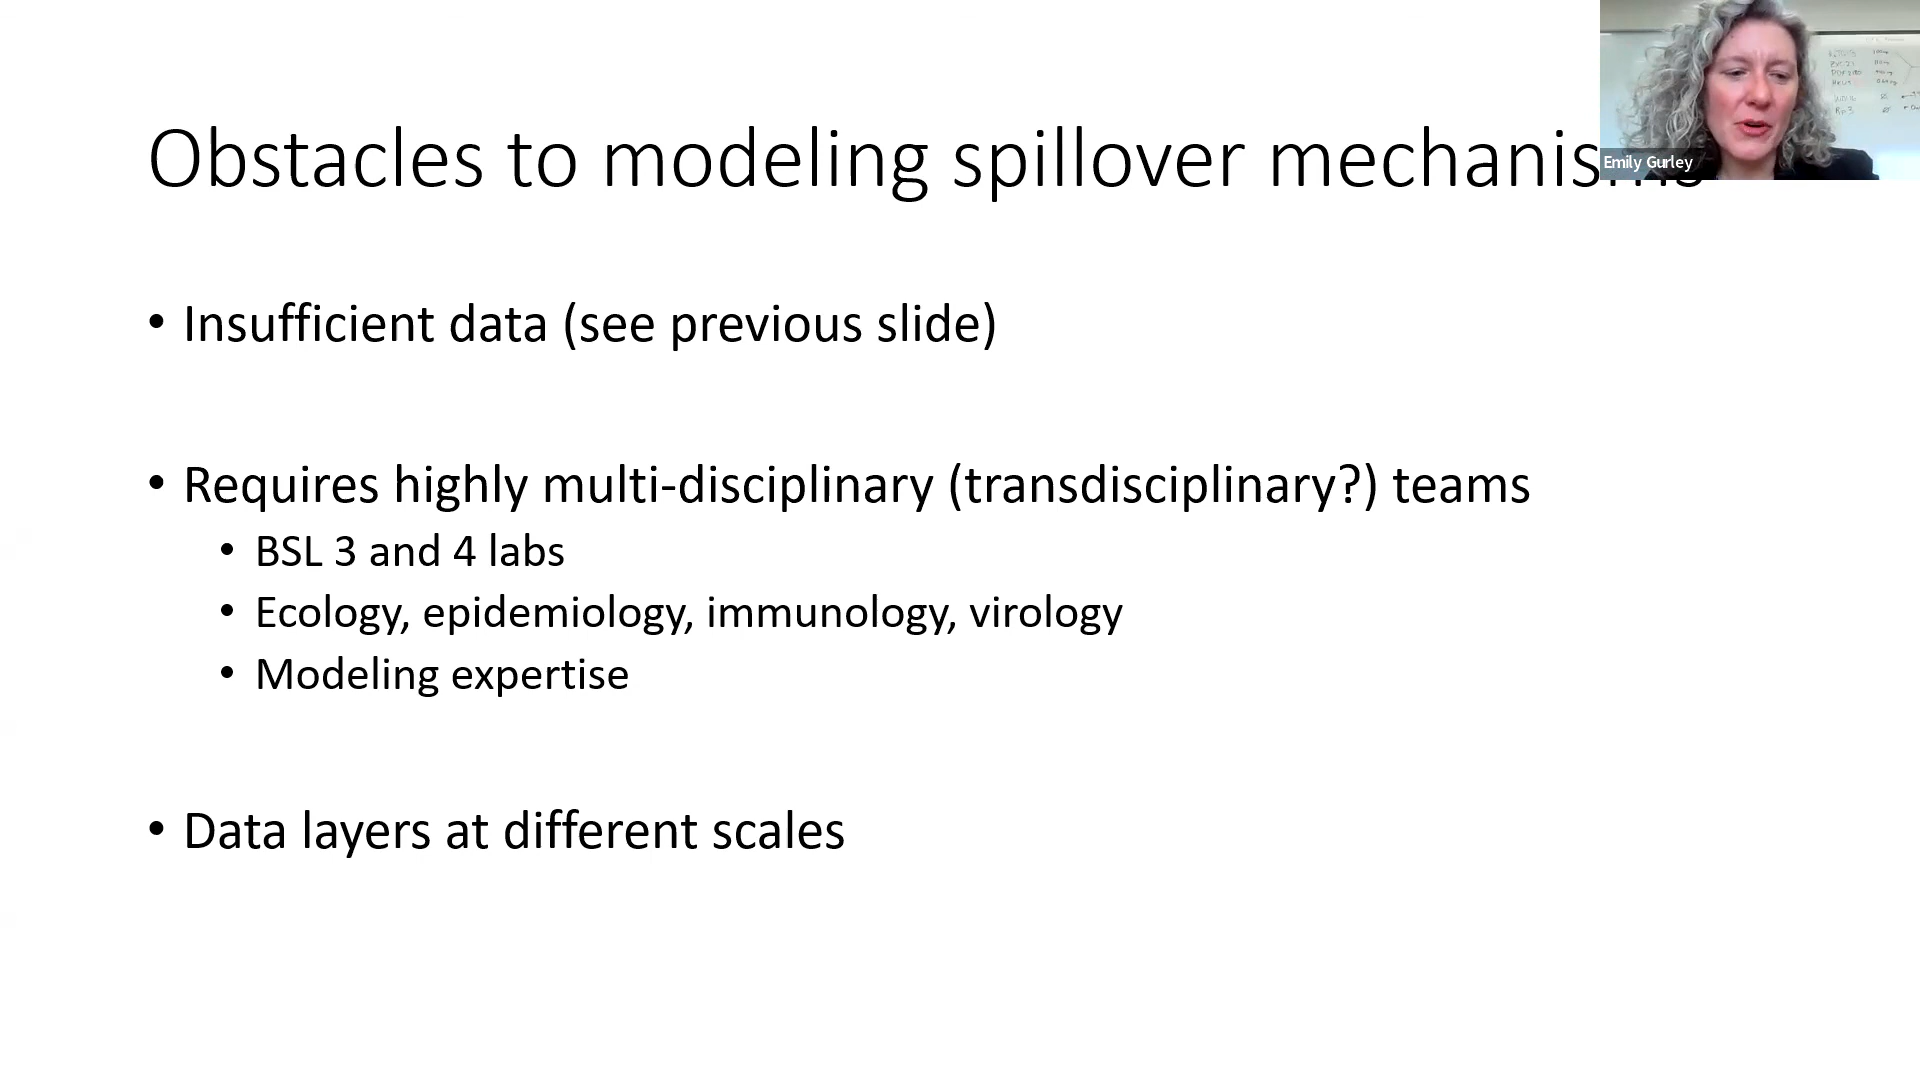 Obstacles to modeling spillover mechanisms
Emily Gurley
• Insufficient data (see previous slide)
• Requires highly multi-disciplinary (transdisciplinary?) teams
• BSL 3 and 4 labs
• Ecology, epidemiology, immunology, virology
• Modeling expertise
• Data layers at different scales